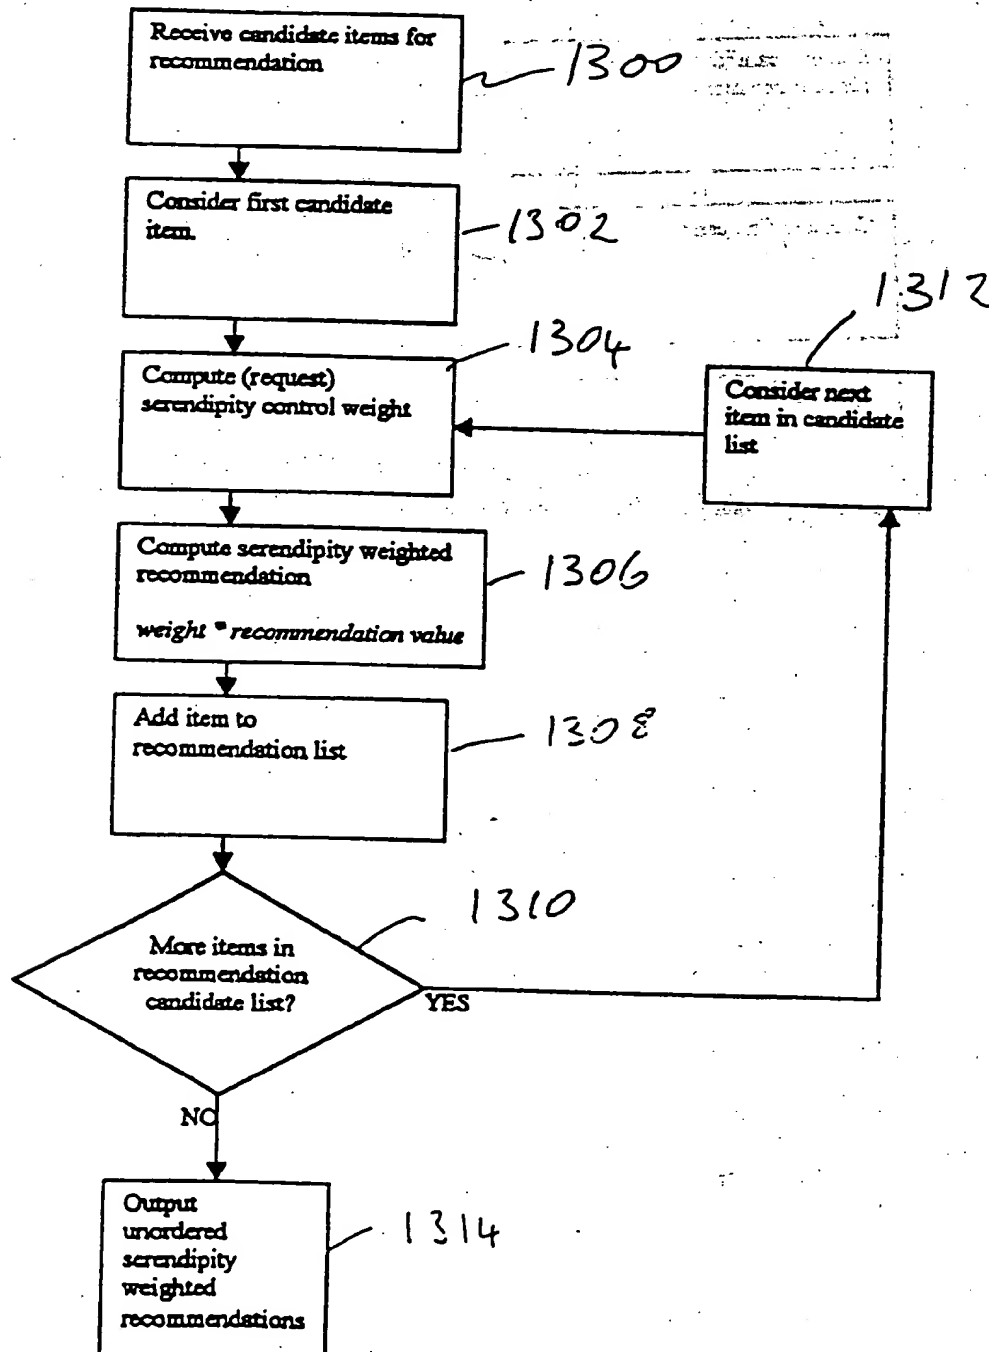 Receive candidate items for
recommendation
1300
Consider first candidate
item.
1302
1312
1304
Compute (request)
serendipity control weight
Consider next
item in candidate
list
Compute serendipity weighted
recommendation
weight * recommendation value
1306
Add item to
recommendation list
1308
1310
More items in
recommendation
candidate list?
YES
NO
Output
unordered
serendipity
weighted
recommendations
1314